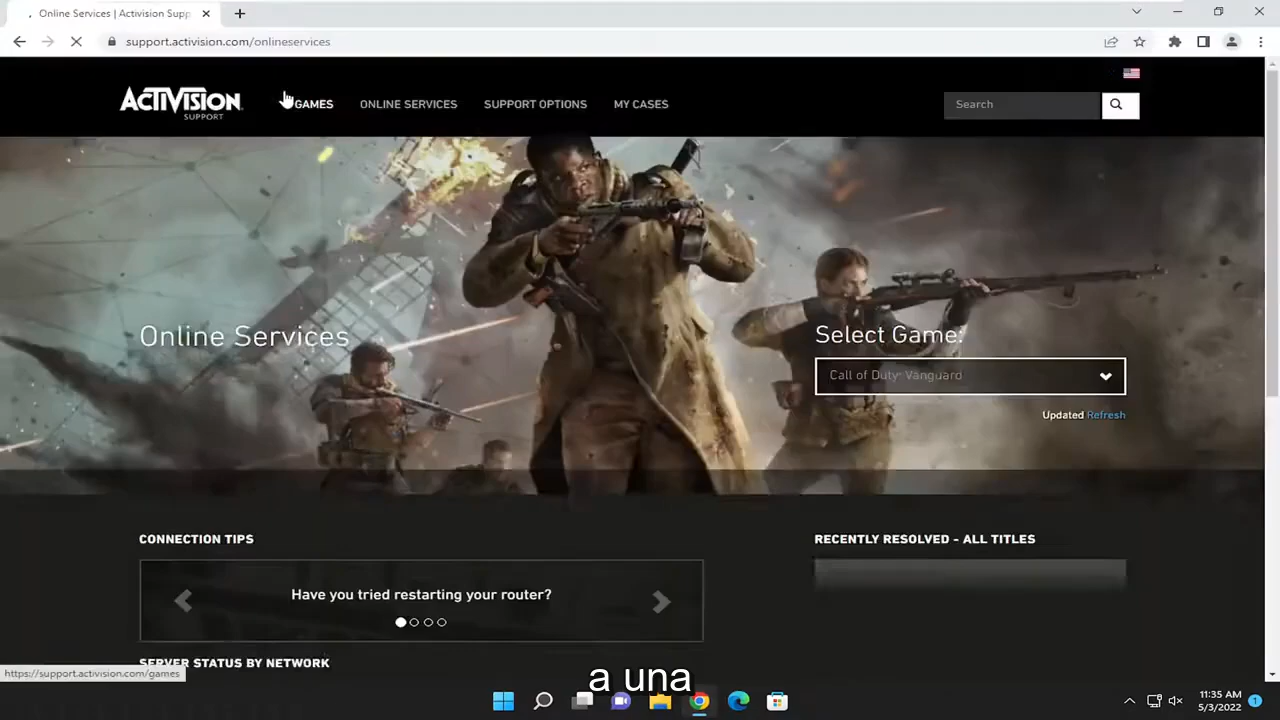 Online Services | Activision Supp
support.activision.com/onlineservices
ACTIVISION
SUPPORT
GAMES
ONLINE SERVICES
SUPPORT OPTIONS
MY CASES
Search
Online Services
Select Game:
Call of Duty: Vanguard
Updated Refresh
CONNECTION TIPS
Have you tried restarting your router?
RECENTLY RESOLVED - ALL TITLES
SERVER STATUS BY NETWORK
https://support.activision.com/games
a una
11:35 AM
5/3/2022
1